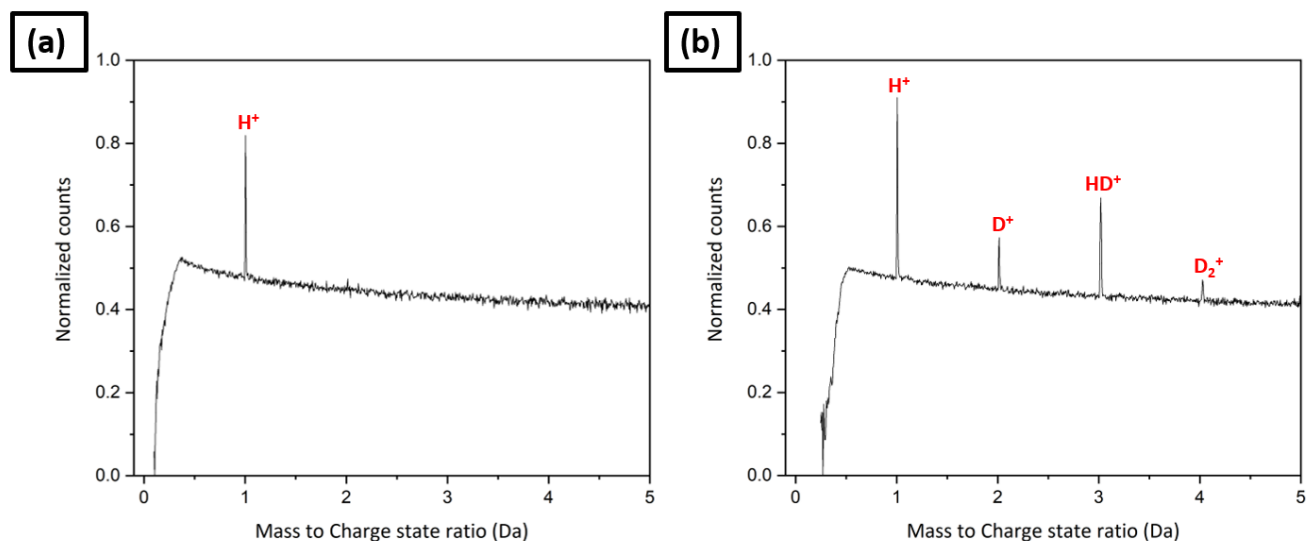 (a)
1.0
0.8
0.6
0.4
0.2
0.0
Normalized counts
H⁺
0
1
2
3
4
5
Mass to Charge state ratio (Da)
(b)
1.0
0.8
0.6
0.4
0.2
0.0
Normalized counts
H⁺
D⁺
HD⁺
D₂⁺
0
1
2
3
4
5
Mass to Charge state ratio (Da)